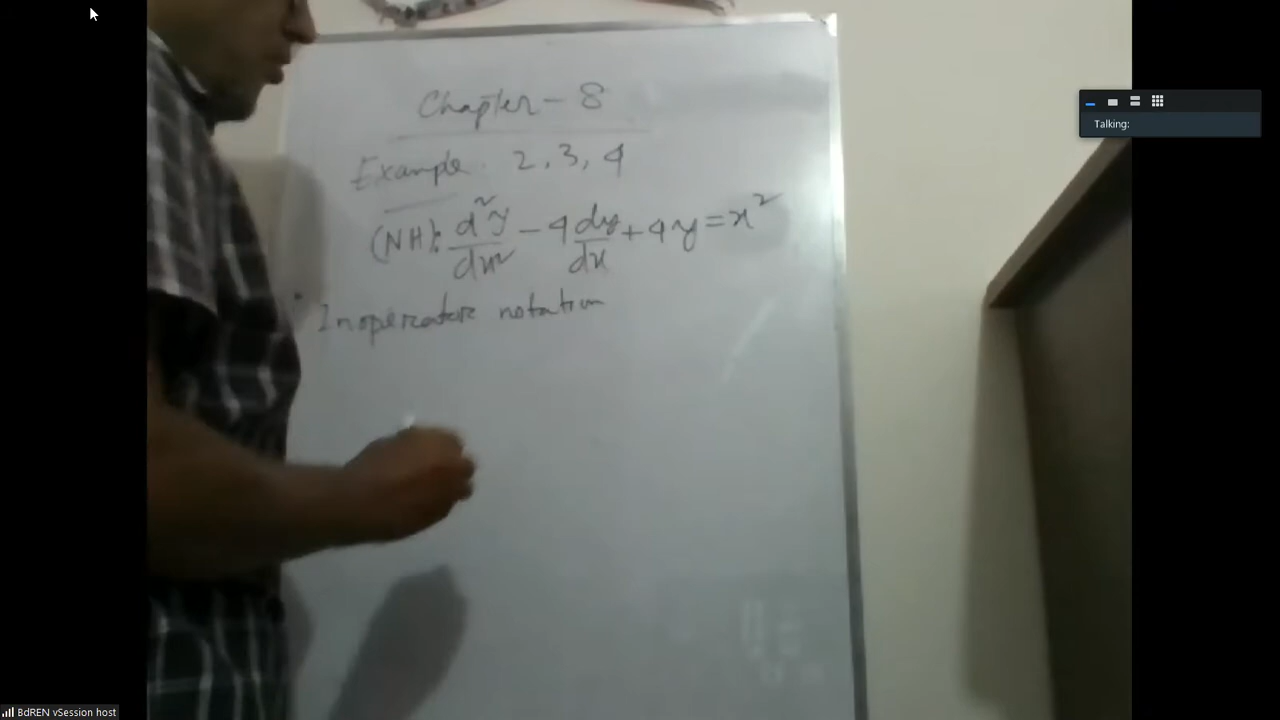 Chapter - 8
Example : 2, 3, 4
(NH): d²y/dx² - 4 dy/dx + 4y = x²
In operator notation
Talking:
BdREN vSession host